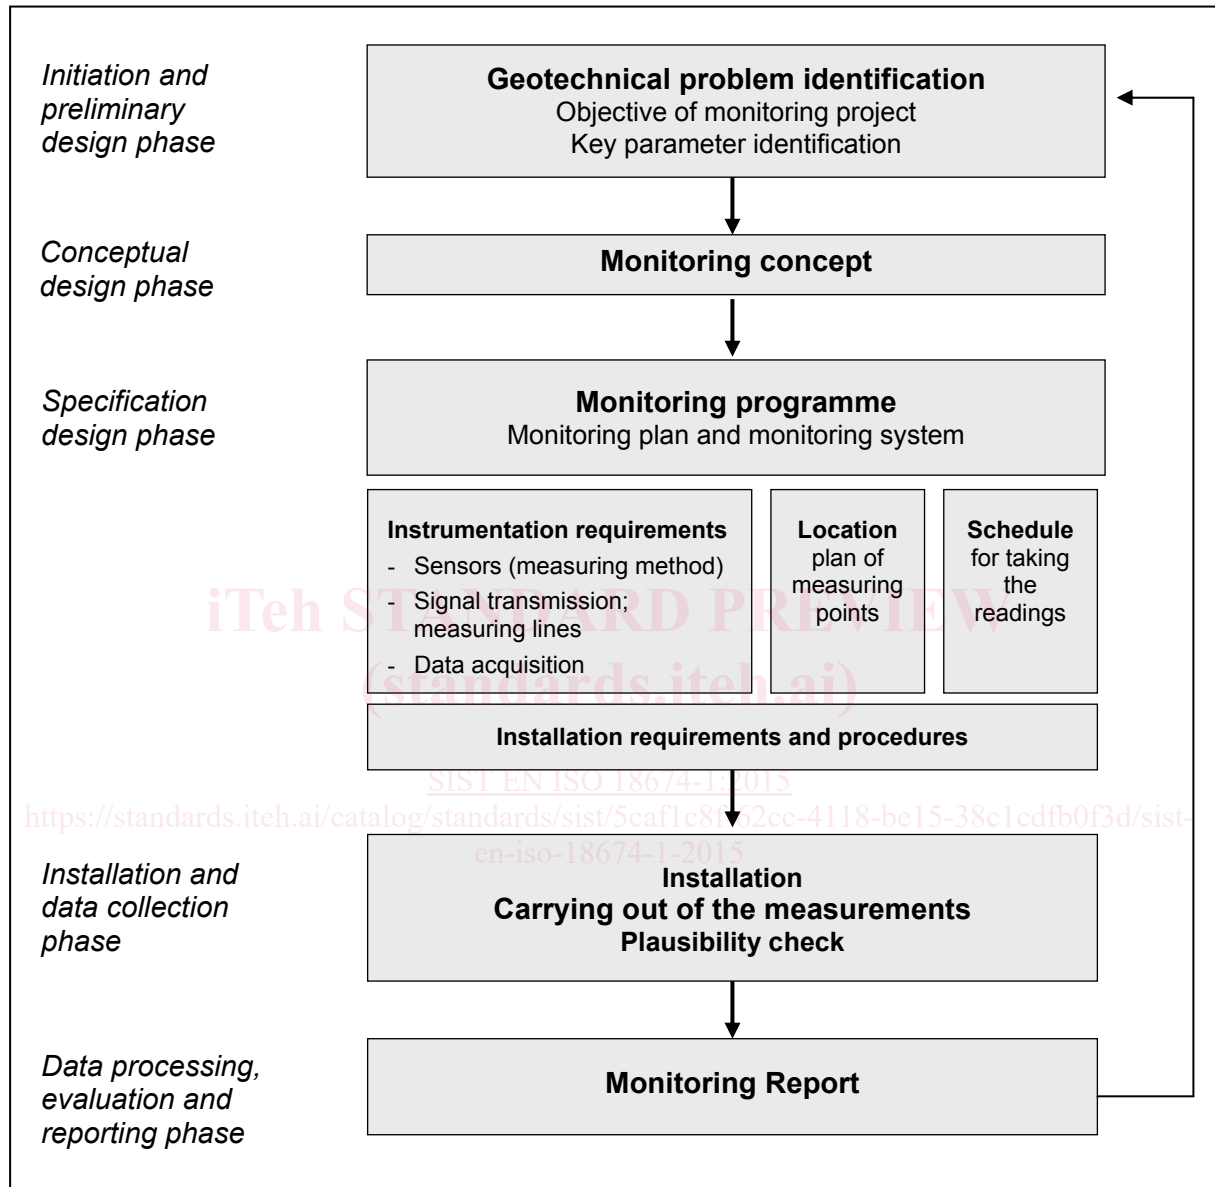 Initiation and
preliminary
design phase
Geotechnical problem identification
Objective of monitoring project
Key parameter identification
Conceptual
design phase
Monitoring concept
Specification
design phase
Monitoring programme
Monitoring plan and monitoring system
Instrumentation requirements
- Sensors (measuring method)
- Signal transmission;
measuring lines
- Data acquisition
Location
plan of
measuring
points
Schedule
for taking
the
readings
iTeh STANDARD PREVIEW
(standards.iteh.ai)
Installation requirements and procedures
SIST EN ISO 18674-1:2015
https://standards.iteh.ai/catalog/standards/sist/5caf1c8f-62cc-4118-be15-38c1cdfb0f3d/sist-
en-iso-18674-1-2015
Installation and
data collection
phase
Installation
Carrying out of the measurements
Plausibility check
Data processing,
evaluation and
reporting phase
Monitoring Report